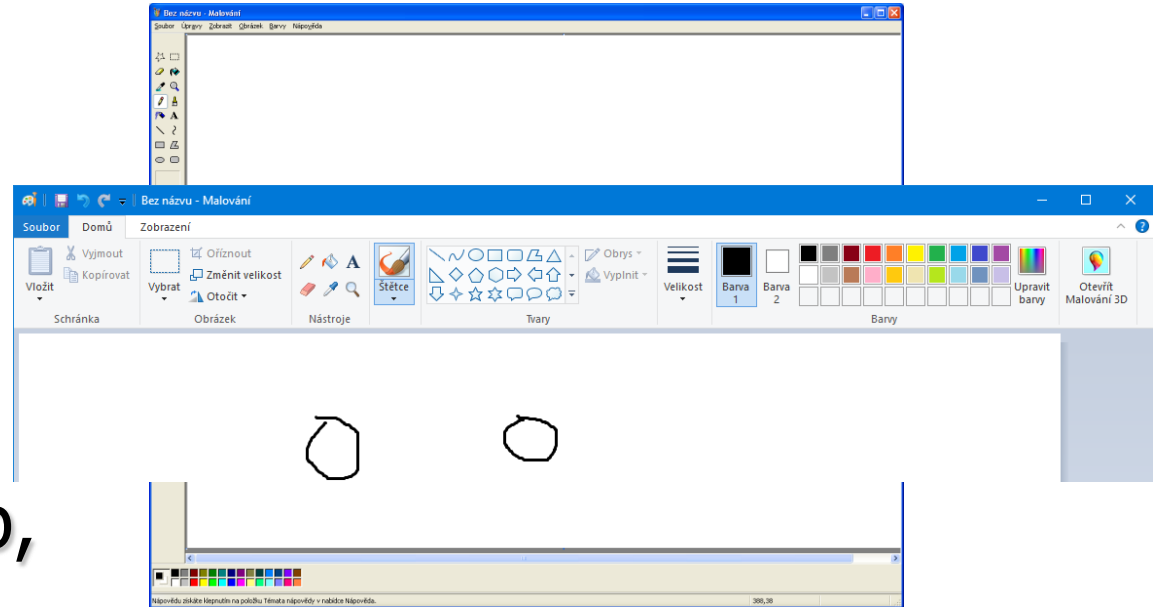 Bez názvu - Malování
Soubor Úpravy Zobrazit Obrázek Barvy Nápověda
Bez názvu - Malování
Soubor Domů Zobrazení
Vložit
Vyjmout
Kopírovat
Schránka
Vybrat
Oříznout
Změnit velikost
Otočit
Obrázek
A
Nástroje
Štětce
Obrys
Vyplnit
Tvary
Velikost
Barva
1
Barva
2
Upravit
barvy
Barvy
Otevřít
Malování 3D
Nápovědu získáte klepnutím na položku Témata nápovědy v nabídce Nápověda.
388,38